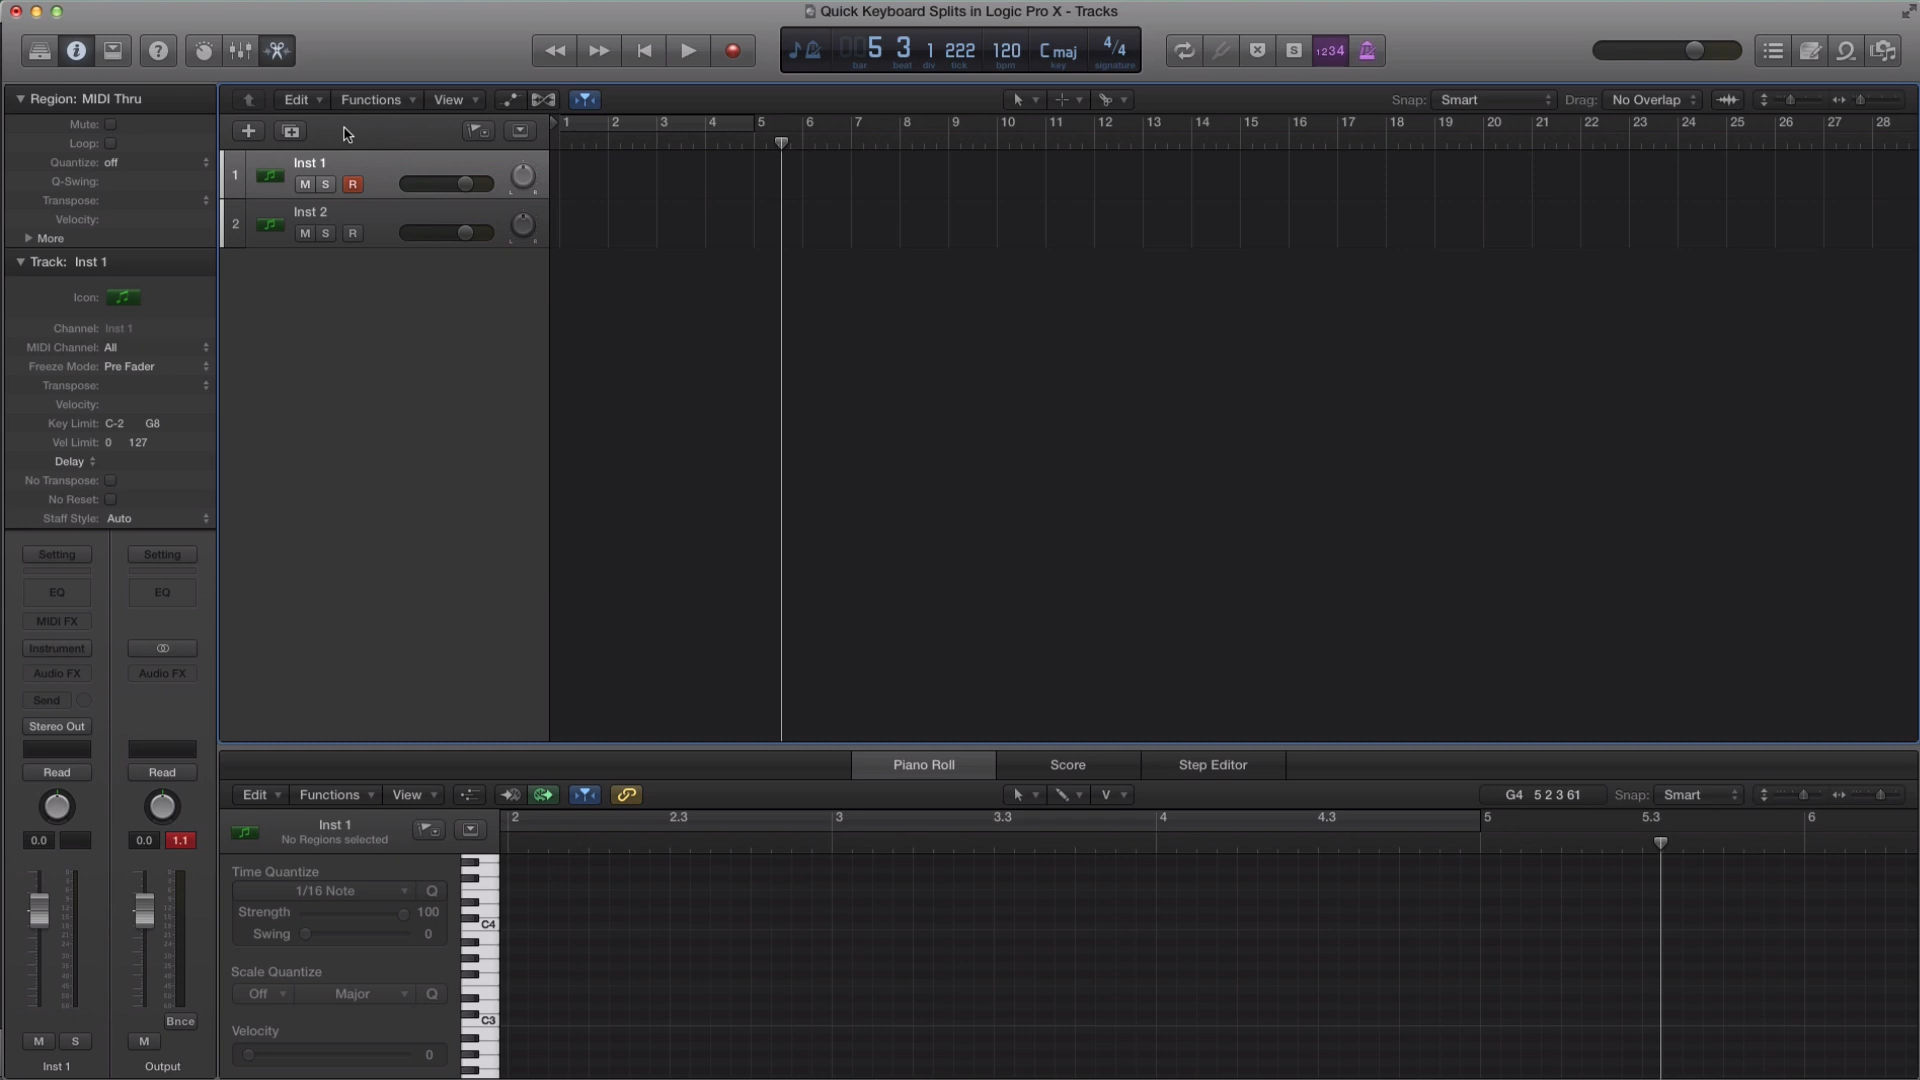 Quick Keyboard Splits in Logic Pro X - Tracks
5 3 1 222 120 C maj 4/4
bar beat div tick bpm key signature
S 1234
Region: MIDI Thru
Edit Functions View
Snap: Smart Drag: No Overlap
Mute:
Loop:
Quantize: off
Q-Swing:
Transpose:
Velocity:
More
1 2 3 4 5 6 7 8 9 10 11 12 13 14 15 16 17 18 19 20 21 22 23 24 25 26 27 28
1 Inst 1
M S R
L R
2 Inst 2
M S R
L R
Track: Inst 1
Icon:
Channel: Inst 1
MIDI Channel: All
Freeze Mode: Pre Fader
Transpose:
Velocity:
Key Limit: C-2 G8
Vel Limit: 0 127
Delay
No Transpose:
No Reset:
Staff Style: Auto
Setting Setting
EQ EQ
MIDI FX
Instrument
Audio FX Audio FX
Send
Stereo Out
Read Read
0.0 0.0 1.1
Bnce
M S M
Inst 1 Output
Piano Roll Score Step Editor
Edit Functions View
V
G4 5 2 3 61 Snap: Smart
Inst 1
No Regions selected
2 2.3 3 3.3 4 4.3 5 5.3 6
Time Quantize
1/16 Note Q
Strength 100
Swing 0
Scale Quantize
Off Major Q
Velocity
0
C4
C3